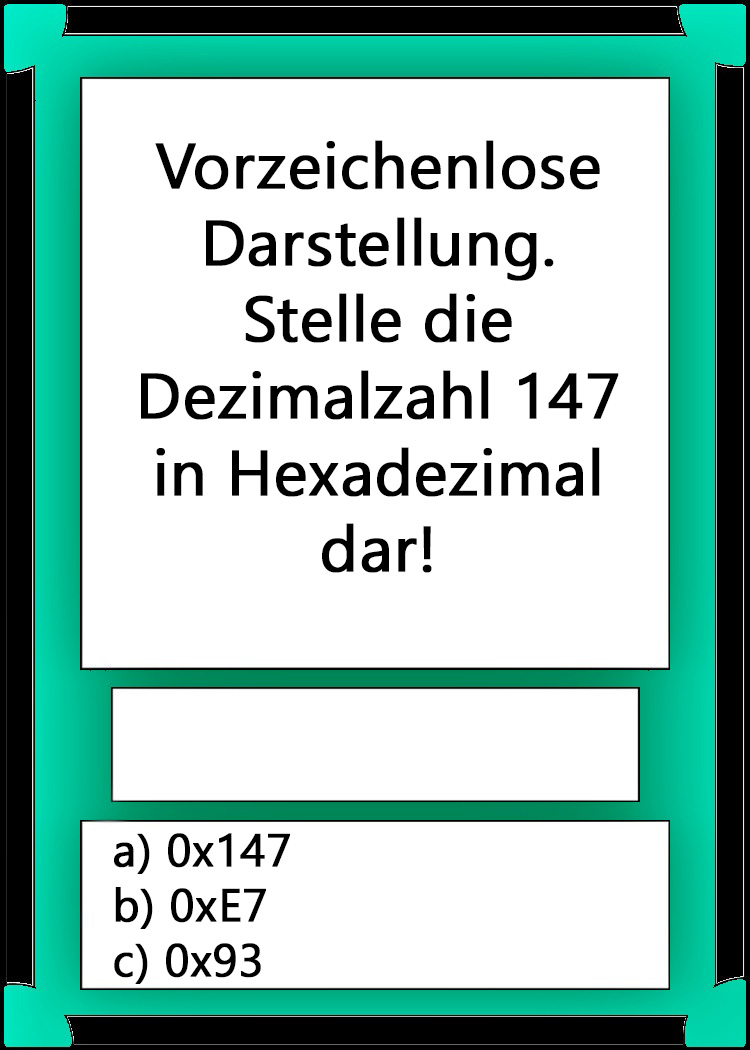 Vorzeichenlose
Darstellung.
Stelle die
Dezimalzahl 147
in Hexadezimal
dar!
a) 0x147
b) 0xE7
c) 0x93